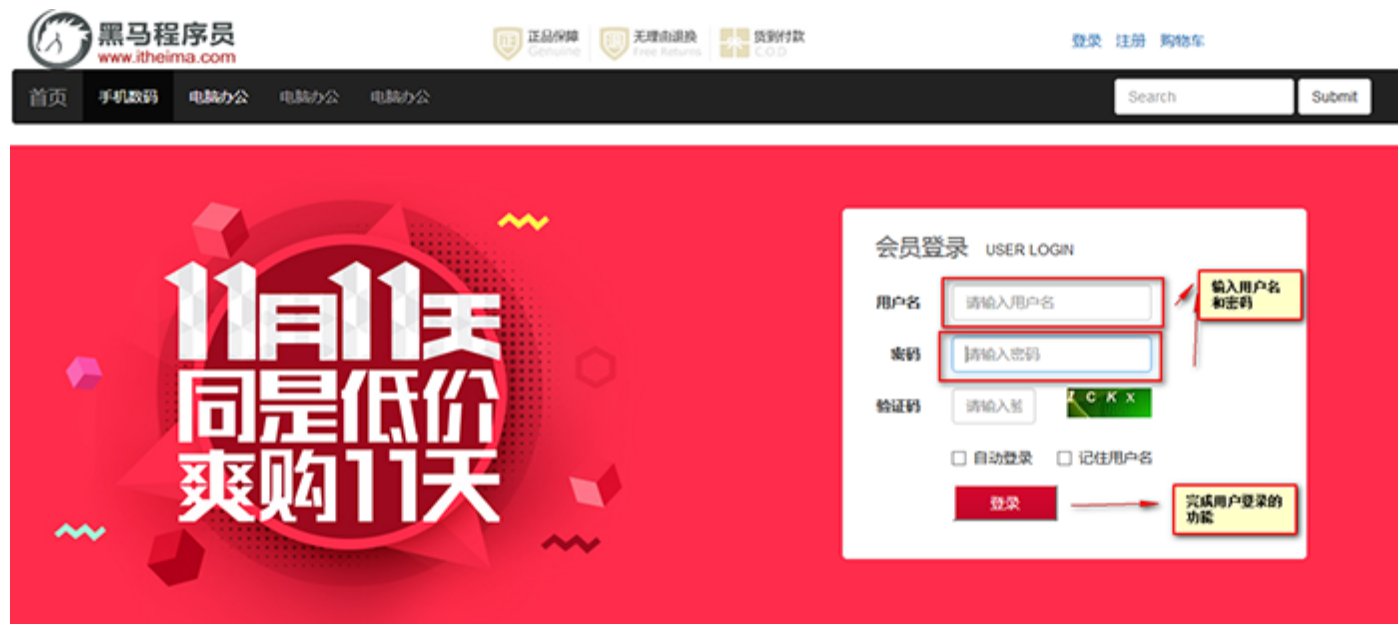 黑马程序员
www.itheima.com
正品保障
Genuine
无理由退换
Free Returns
货到付款
C.O.D
登录 注册 购物车
首页 手机数码 电脑办公 电脑办公 电脑办公
Search Submit
会员登录 USER LOGIN
用户名 请输入用户名
输入用户名
和密码
密码 请输入密码
验证码 请输入验
C K X
自动登录 记住用户名
登录
完成用户登录的
功能
11月11天
同是低价
爽购11天